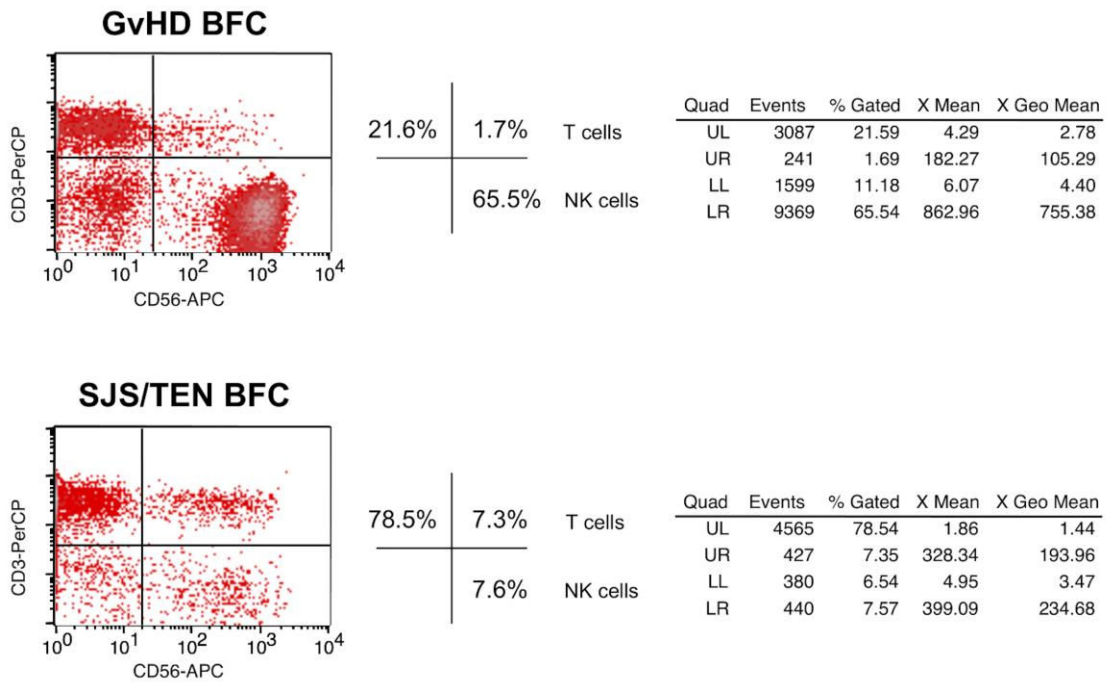 GvHD BFC
CD3-PerCP
10^0 10^1 10^2 10^3 10^4
CD56-APC
21.6% 1.7% T cells
65.5% NK cells
Quad Events % Gated X Mean X Geo Mean
UL 3087 21.59 4.29 2.78
UR 241 1.69 182.27 105.29
LL 1599 11.18 6.07 4.40
LR 9369 65.54 862.96 755.38
SJS/TEN BFC
CD3-PerCP
10^0 10^1 10^2 10^3 10^4
CD56-APC
78.5% 7.3% T cells
7.6% NK cells
Quad Events % Gated X Mean X Geo Mean
UL 4565 78.54 1.86 1.44
UR 427 7.35 328.34 193.96
LL 380 6.54 4.95 3.47
LR 440 7.57 399.09 234.68